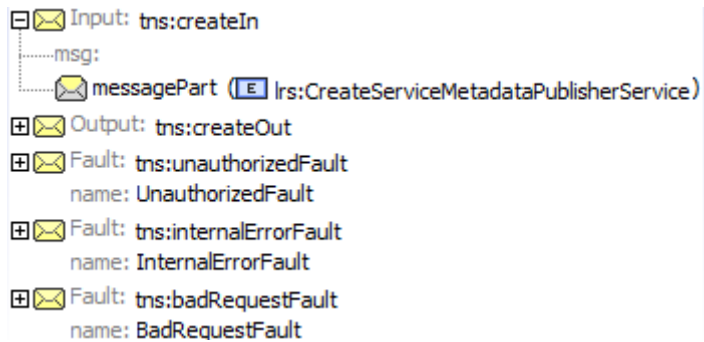 Input: tns:createIn
msg:
messagePart (E lrs:CreateServiceMetadataPublisherService)
Output: tns:createOut
Fault: tns:unauthorizedFault
name: UnauthorizedFault
Fault: tns:internalErrorFault
name: InternalErrorFault
Fault: tns:badRequestFault
name: BadRequestFault